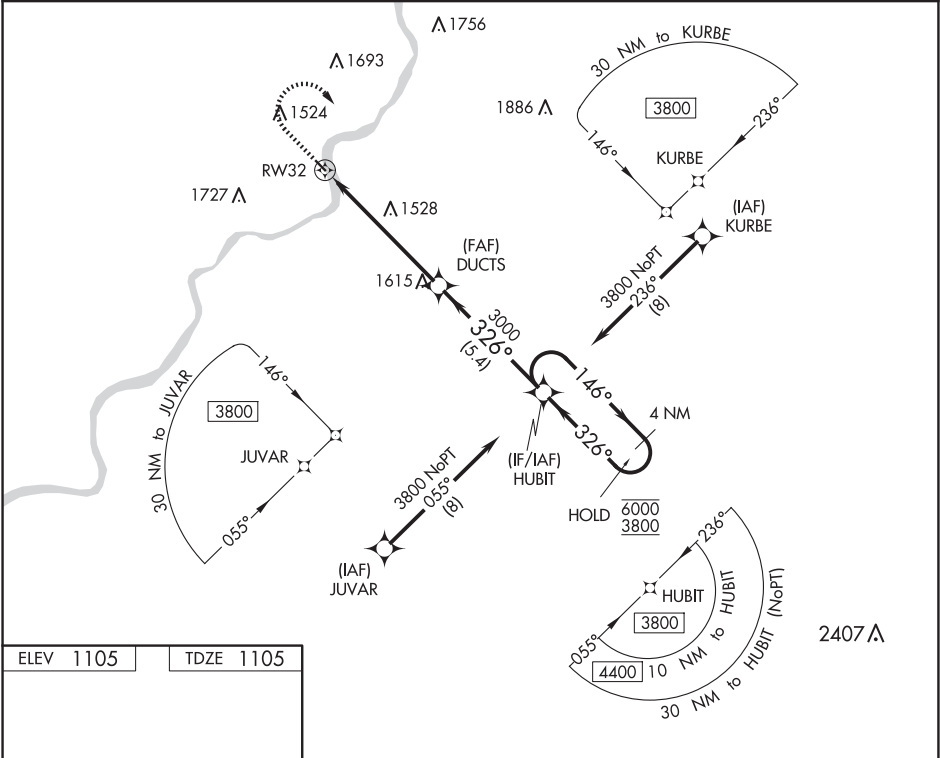 1756
1693
1524
RW32
1727
1528
1886
30 NM to KURBE
3800
146°
236°
KURBE
(IAF)
KURBE
3800 NoPT
236°
(8)
(FAF)
DUCTS
1615
3000
326°
(5.4)
146°
4 NM
326°
(IF/IAF)
HUBIT
HOLD
6000
3800
30 NM to JUVAR
146°
3800
JUVAR
055°
3800 NoPT
055°
(8)
(IAF)
JUVAR
236°
HUBIT
3800
055°
4400
10 NM to HUBIT
30 NM to HUBIT (NoPT)
2407
ELEV 1105
TDZE 1105